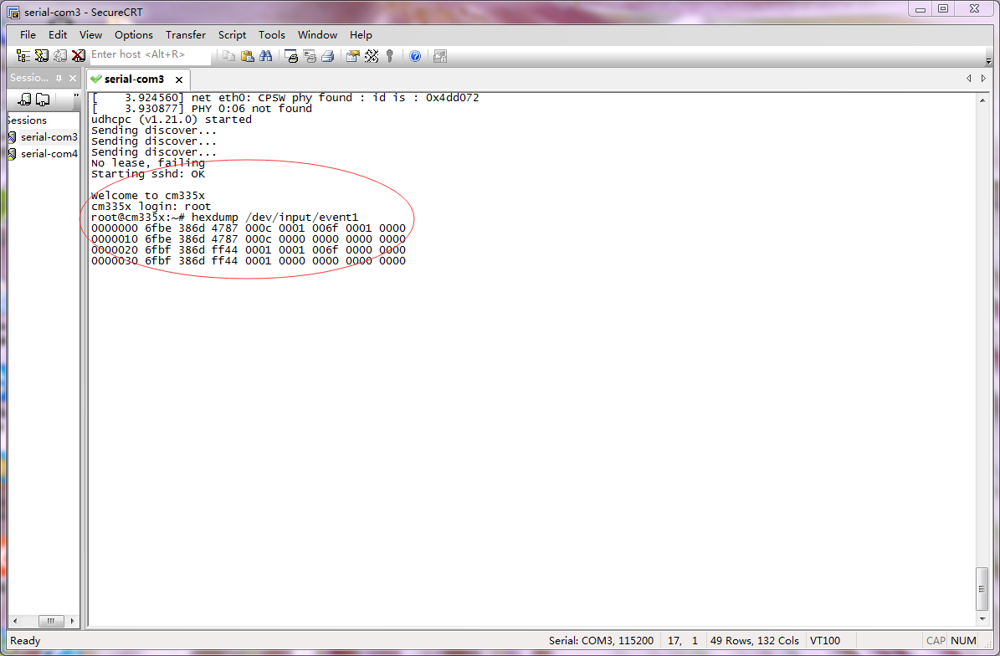 serial-com3 - SecureCRT
File Edit View Options Transfer Script Tools Window Help
Enter host <Alt+R>
Sessio...
serial-com3
essions
serial-com3
serial-com4
[    3.924560] net eth0: CPSW phy found : id is : 0x4dd072
[    3.930877] PHY 0:06 not found
udhcpc (v1.21.0) started
Sending discover...
Sending discover...
Sending discover...
No lease, failing
Starting sshd: OK
Welcome to cm335x
cm335x login: root
root@cm335x:~# hexdump /dev/input/event1
0000000 6fbe 386d 4787 000c 0001 006f 0001 0000
0000010 6fbe 386d 4787 000c 0000 0000 0000 0000
0000020 6fbf 386d ff44 0001 0001 006f 0000 0000
0000030 6fbf 386d ff44 0001 0000 0000 0000 0000
Ready
Serial: COM3, 115200 17, 1 49 Rows, 132 Cols VT100 CAP NUM